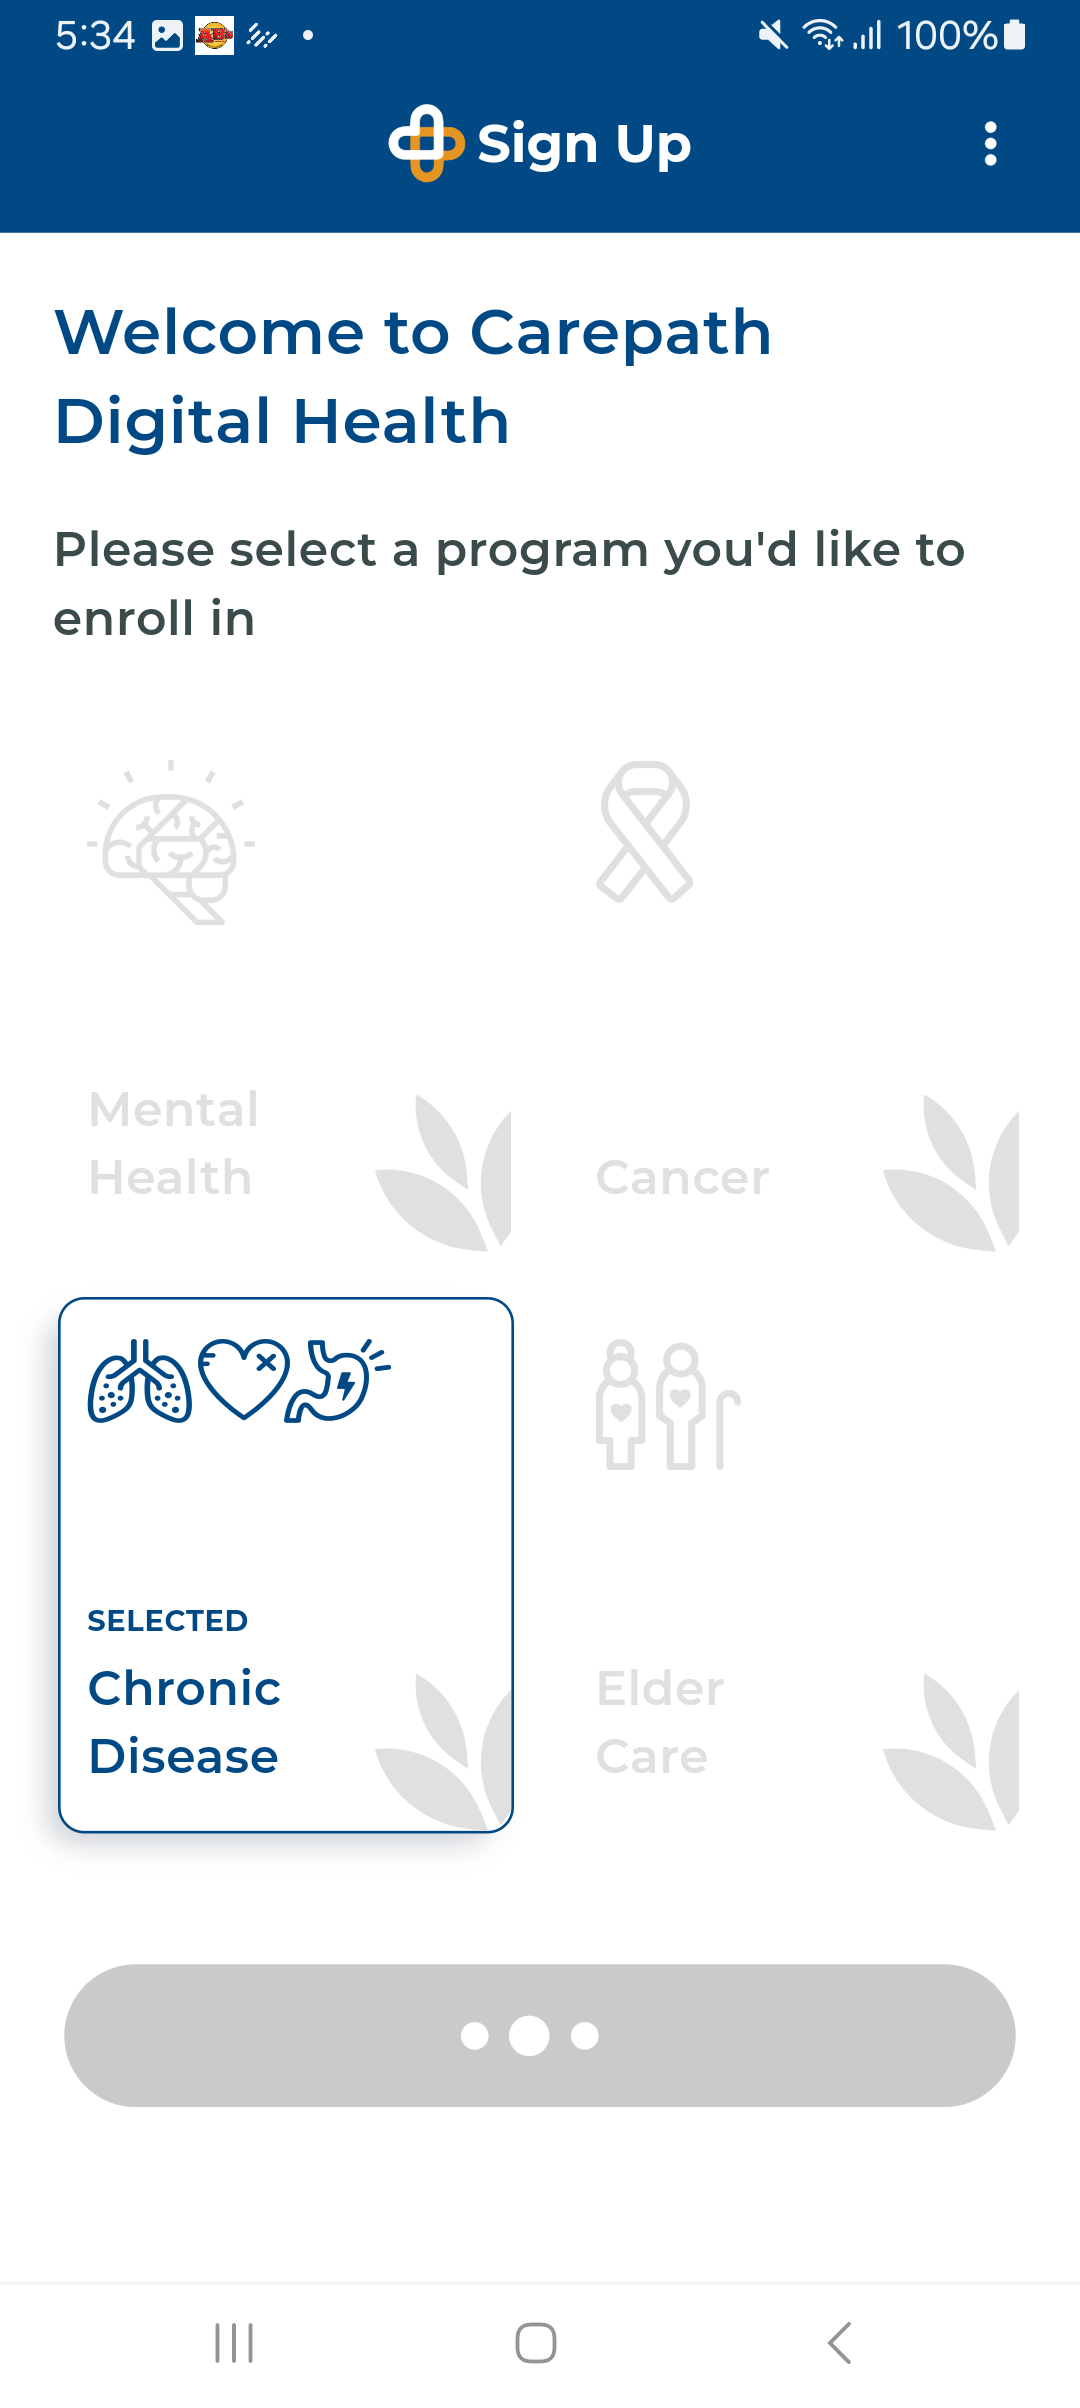 5:34
100%
Sign Up
Welcome to Carepath
Digital Health
Please select a program you'd like to
enroll in
Mental
Health
Cancer
SELECTED
Chronic
Disease
Elder
Care